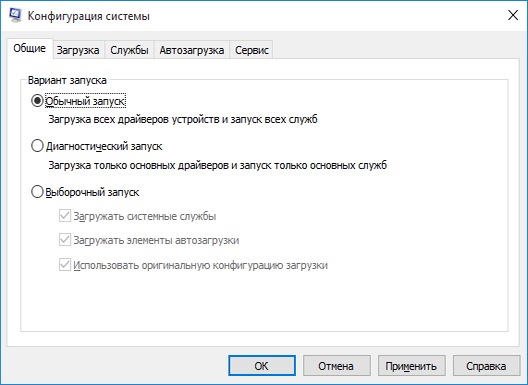 Конфигурация системы
Общие Загрузка Службы Автозагрузка Сервис
Вариант запуска
Обычный запуск
Загрузка всех драйверов устройств и запуск всех служб
Диагностический запуск
Загрузка только основных драйверов и запуск только основных служб
Выборочный запуск
Загружать системные службы
Загружать элементы автозагрузки
Использовать оригинальную конфигурацию загрузки
ОК Отмена Применить Справка